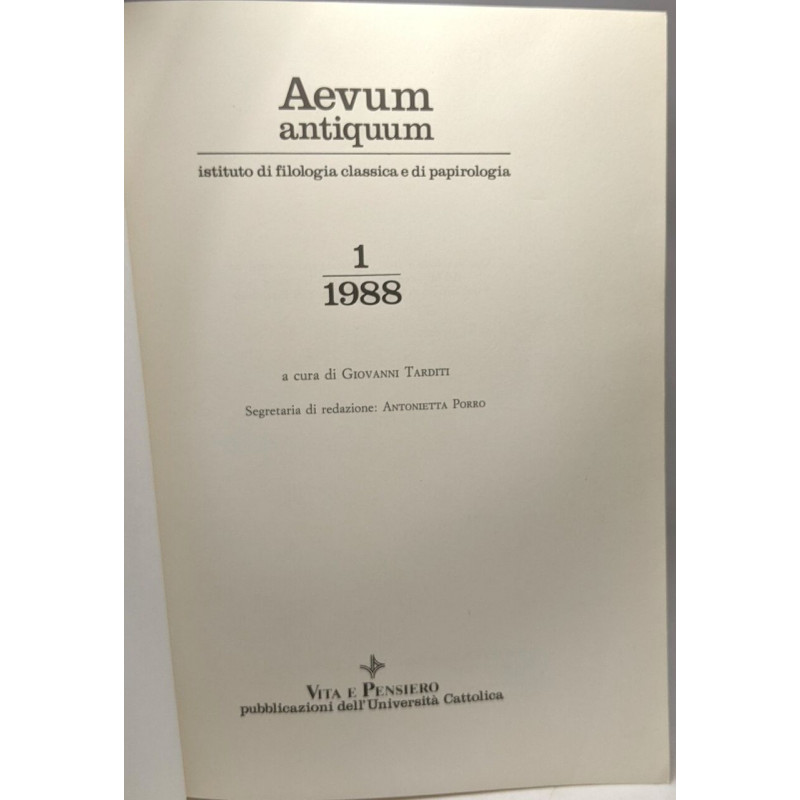 Aevum
antiquum
istituto di filologia classica e di papirologia
1
1988
a cura di GIOVANNI TARDITI
Segretaria di redazione: ANTONIETTA PORRO
VITA E PENSIERO
pubblicazioni dell'Università Cattolica